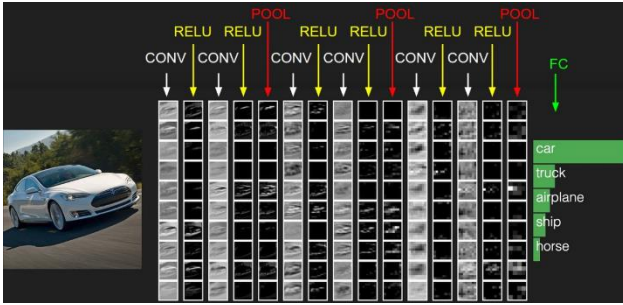 POOL POOL POOL
RELU RELU RELU RELU RELU RELU
CONV CONV CONV CONV CONV CONV
FC
car
truck
airplane
ship
horse